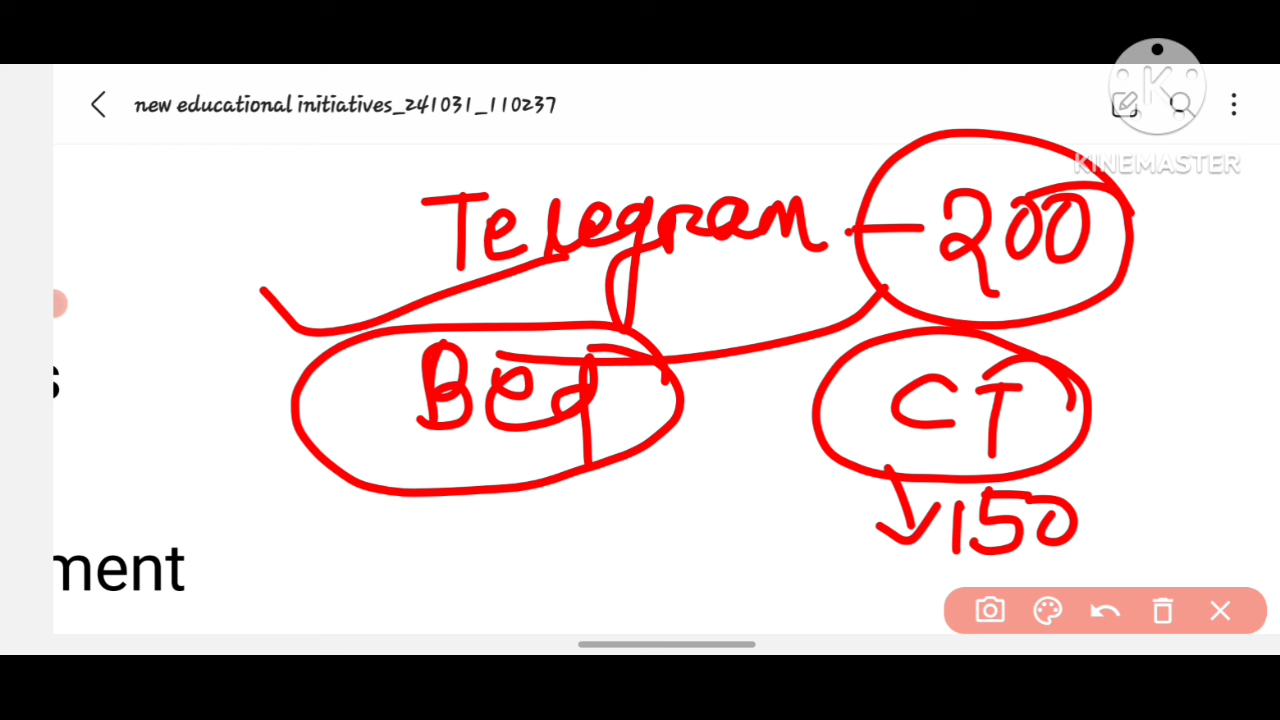 new educational initiatives_241031_110237
KINEMASTER
Telegram - 200
s
Bed CT
150
ment